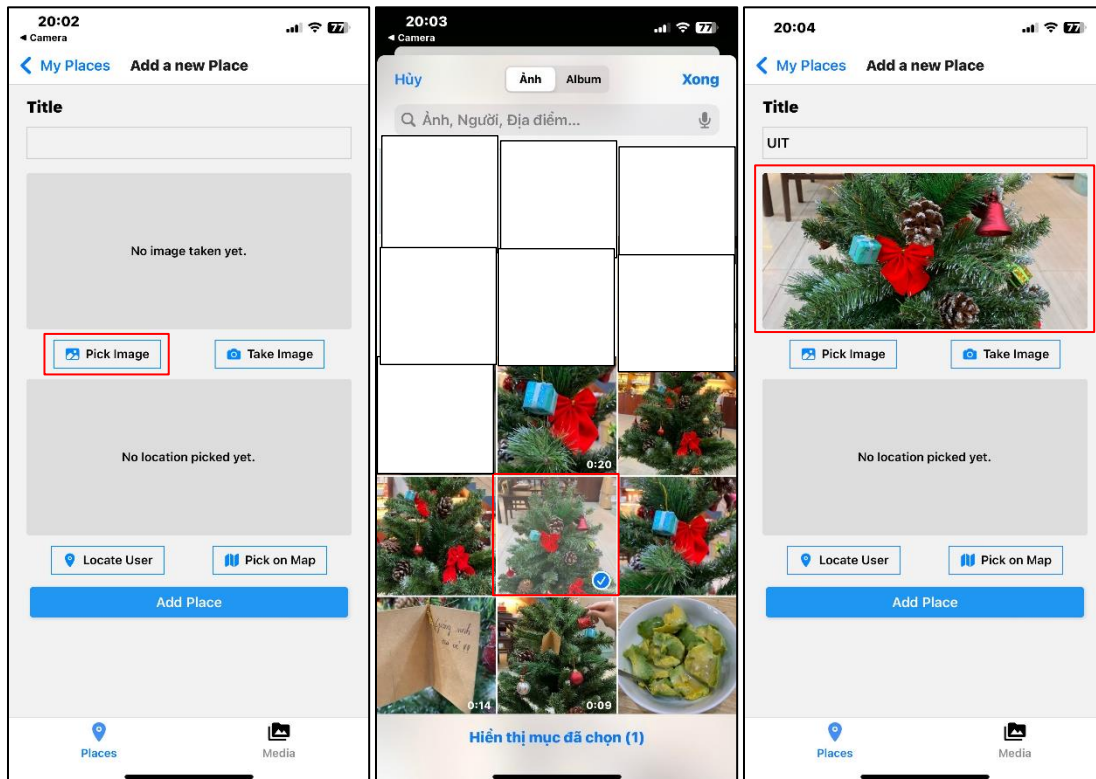 20:02
77
◄ Camera
My Places Add a new Place
Title
No image taken yet.
Pick Image Take Image
No location picked yet.
Locate User Pick on Map
Add Place
Places Media
20:03
77
◄ Camera
Hủy Ảnh Album Xong
Ảnh, Người, Địa điểm...
0:20
0:14 0:09
Hiển thị mục đã chọn (1)
20:04
77
My Places Add a new Place
Title
UIT
Pick Image Take Image
No location picked yet.
Locate User Pick on Map
Add Place
Places Media